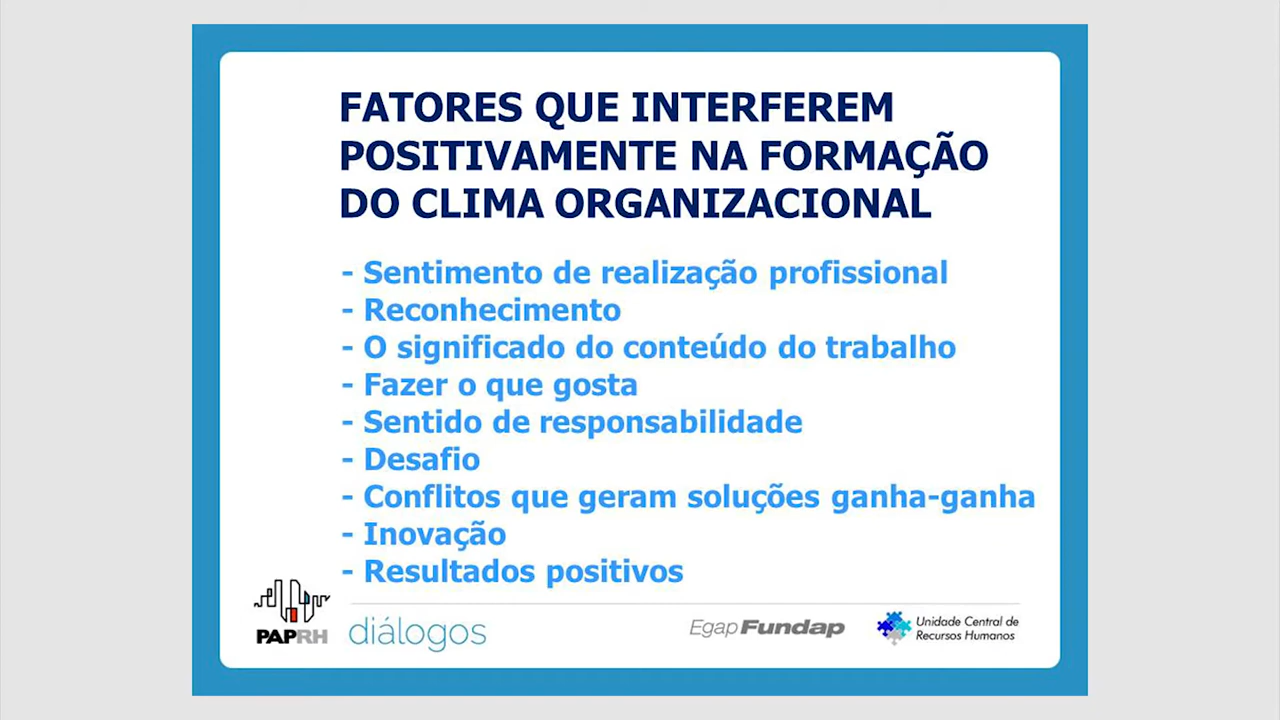 FATORES QUE INTERFEREM
POSITIVAMENTE NA FORMAÇÃO
DO CLIMA ORGANIZACIONAL
- Sentimento de realização profissional
- Reconhecimento
- O significado do conteúdo do trabalho
- Fazer o que gosta
- Sentido de responsabilidade
- Desafio
- Conflitos que geram soluções ganha-ganha
- Inovação
- Resultados positivos
PAPRH
diálogos
Egap Fundap
Unidade Central de
Recursos Humanos